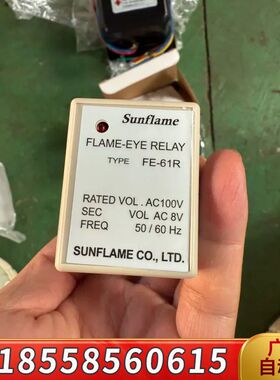 Sunflame
FLAME-EYE RELAY
TYPE FE-61R
RATED VOL . AC100V
SEC VOL AC 8V
FREQ 50 / 60 Hz
SUNFLAME CO., LTD.
18558560615